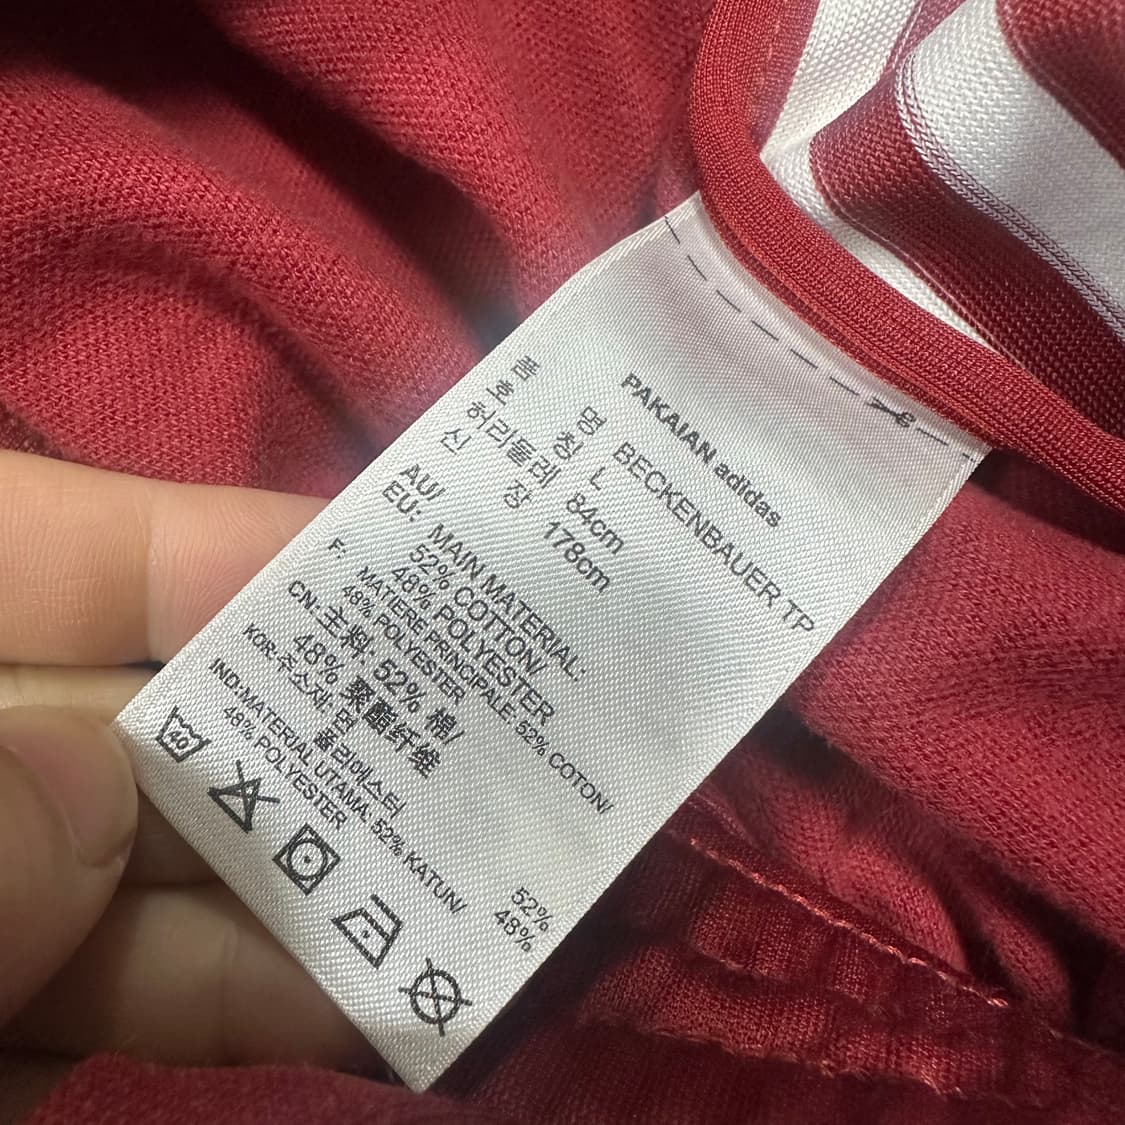 PAKAIAN adidas
품 명 BECKENBAUER TP
호 칭 L
허리둘레 84cm
신 장 178cm
AU/
EU: MAIN MATERIAL:
52% COTTON/
48% POLYESTER
F: MATIERE PRINCIPALE: 52% COTON/
48% POLYESTER
CN: 主料: 52% 棉/
48% 聚酯纤维
KOR: 주소재: 면 52%
폴리에스터 48%
IND: MATERIAL UTAMA: 52% KATUN/
48% POLYESTER
40